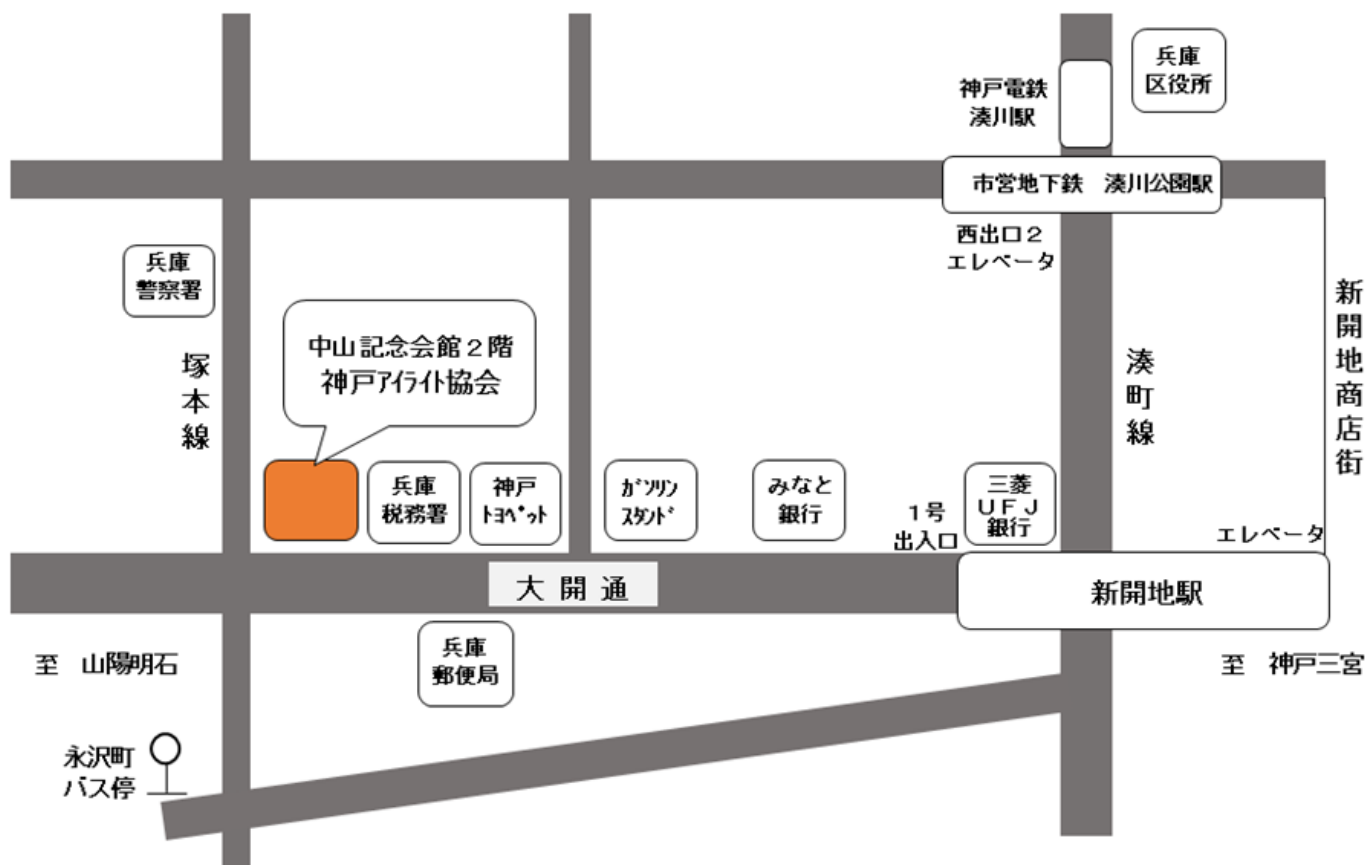 兵庫
区役所
神戸電鉄
湊川駅
市営地下鉄　湊川公園駅
西出口２
エレベータ
兵庫
警察署
中山記念会館２階
神戸ｱｲﾗｲﾄ協会
塚本線
湊町線
新開地商店街
兵庫
税務署
神戸
ﾄﾖﾍﾟｯﾄ
ｶﾞｿﾘﾝ
ｽﾀﾝﾄﾞ
みなと
銀行
１号
出入口
三菱
ＵＦＪ
銀行
エレベータ
大開通
新開地駅
兵庫
郵便局
至　山陽明石
至　神戸三宮
永沢町
バス停